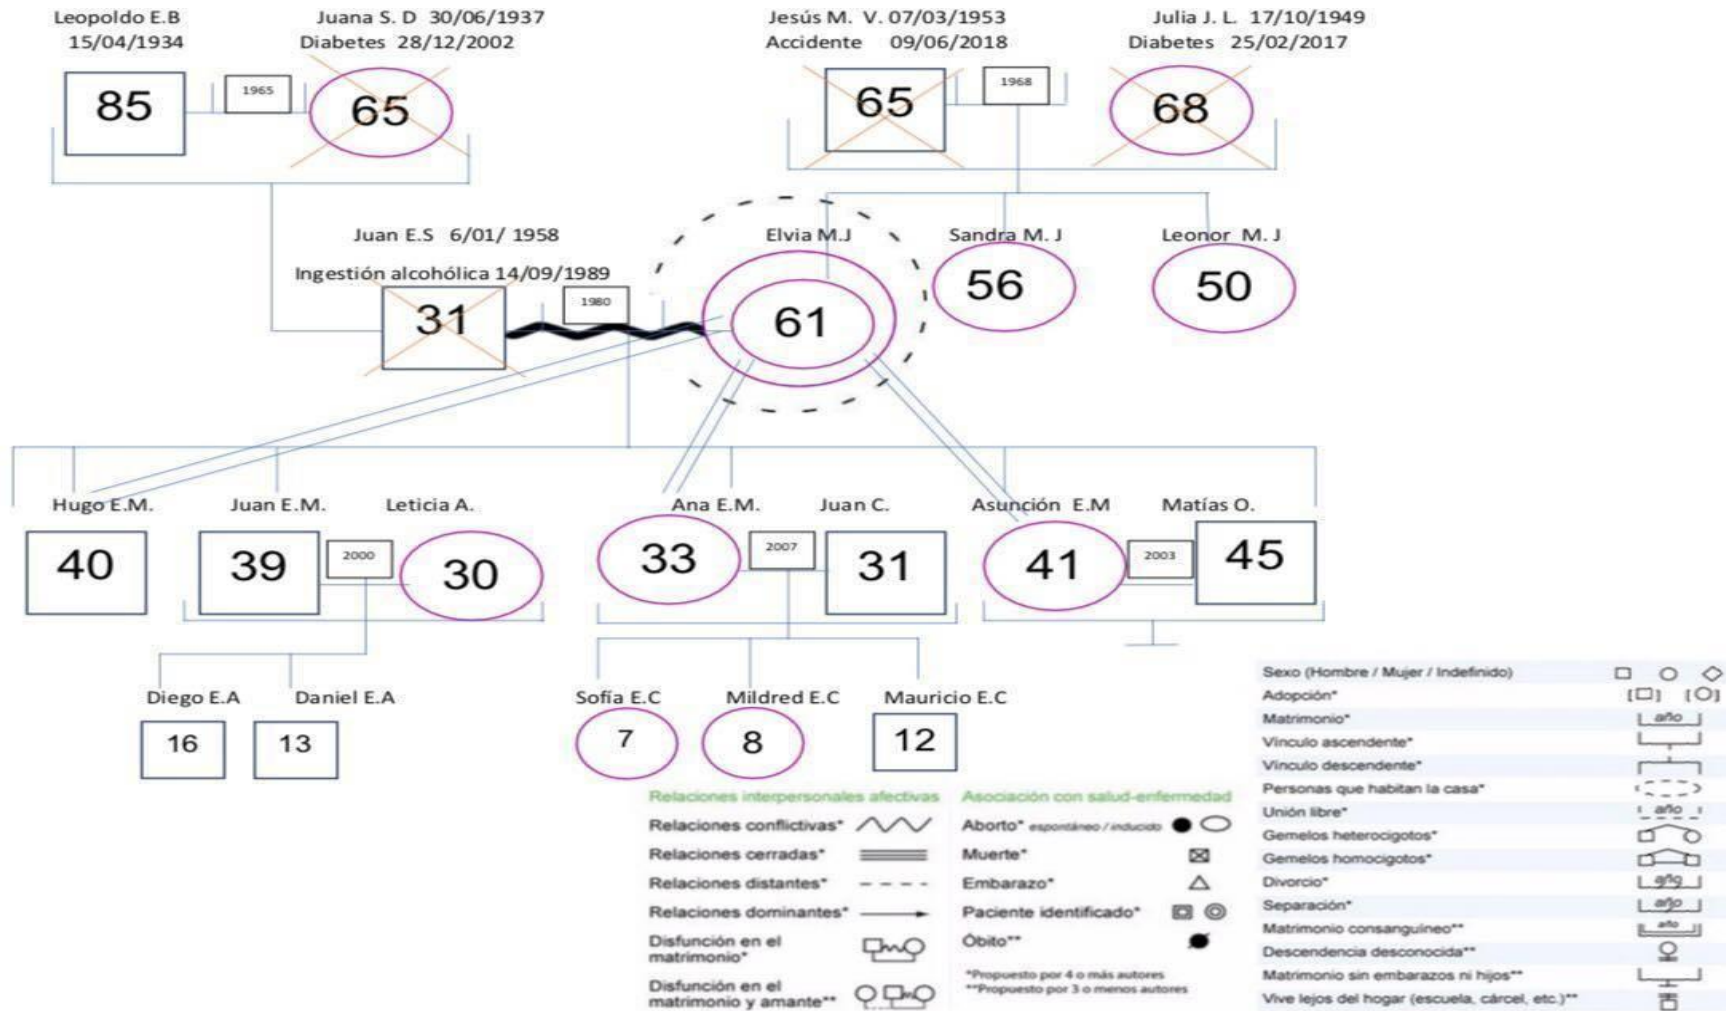 Leopoldo E.B
15/04/1934
Juana S. D 30/06/1937
Diabetes 28/12/2002
Jesús M. V. 07/03/1953
Accidente 09/06/2018
Julia J. L. 17/10/1949
Diabetes 25/02/2017
85
1965
65
65
1968
68
Juan E.S 6/01/ 1958
Ingestión alcohólica 14/09/1989
31
1980
Elvia M.J
61
Sandra M. J
56
Leonor M. J
50
Hugo E.M.
Juan E.M.
Leticia A.
Ana E.M.
Juan C.
Asunción E.M
Matías O.
40
39
2000
30
33
2007
31
41
2003
45
Diego E.A
Daniel E.A
Sofía E.C
Mildred E.C
Mauricio E.C
16
13
7
8
12
Relaciones interpersonales afectivas
Relaciones conflictivas*
Relaciones cerradas*
Relaciones distantes*
Relaciones dominantes*
Disfunción en el
matrimonio*
Disfunción en el
matrimonio y amante**
Asociación con salud-enfermedad
Aborto* espontáneo / inducido
Muerte*
Embarazo*
Paciente identificado*
Óbito**
*Propuesto por 4 o más autores
**Propuesto por 3 o menos autores
Sexo (Hombre / Mujer / Indefinido)
Adopción*
Matrimonio* año
Vínculo ascendente*
Vínculo descendente*
Personas que habitan la casa*
Unión libre* año
Gemelos heterocigotos*
Gemelos homocigotos*
Divorcio* año
Separación* año
Matrimonio consanguíneo** año
Descendencia desconocida**
Matrimonio sin embarazos ni hijos**
Vive lejos del hogar (escuela, cárcel, etc.)**